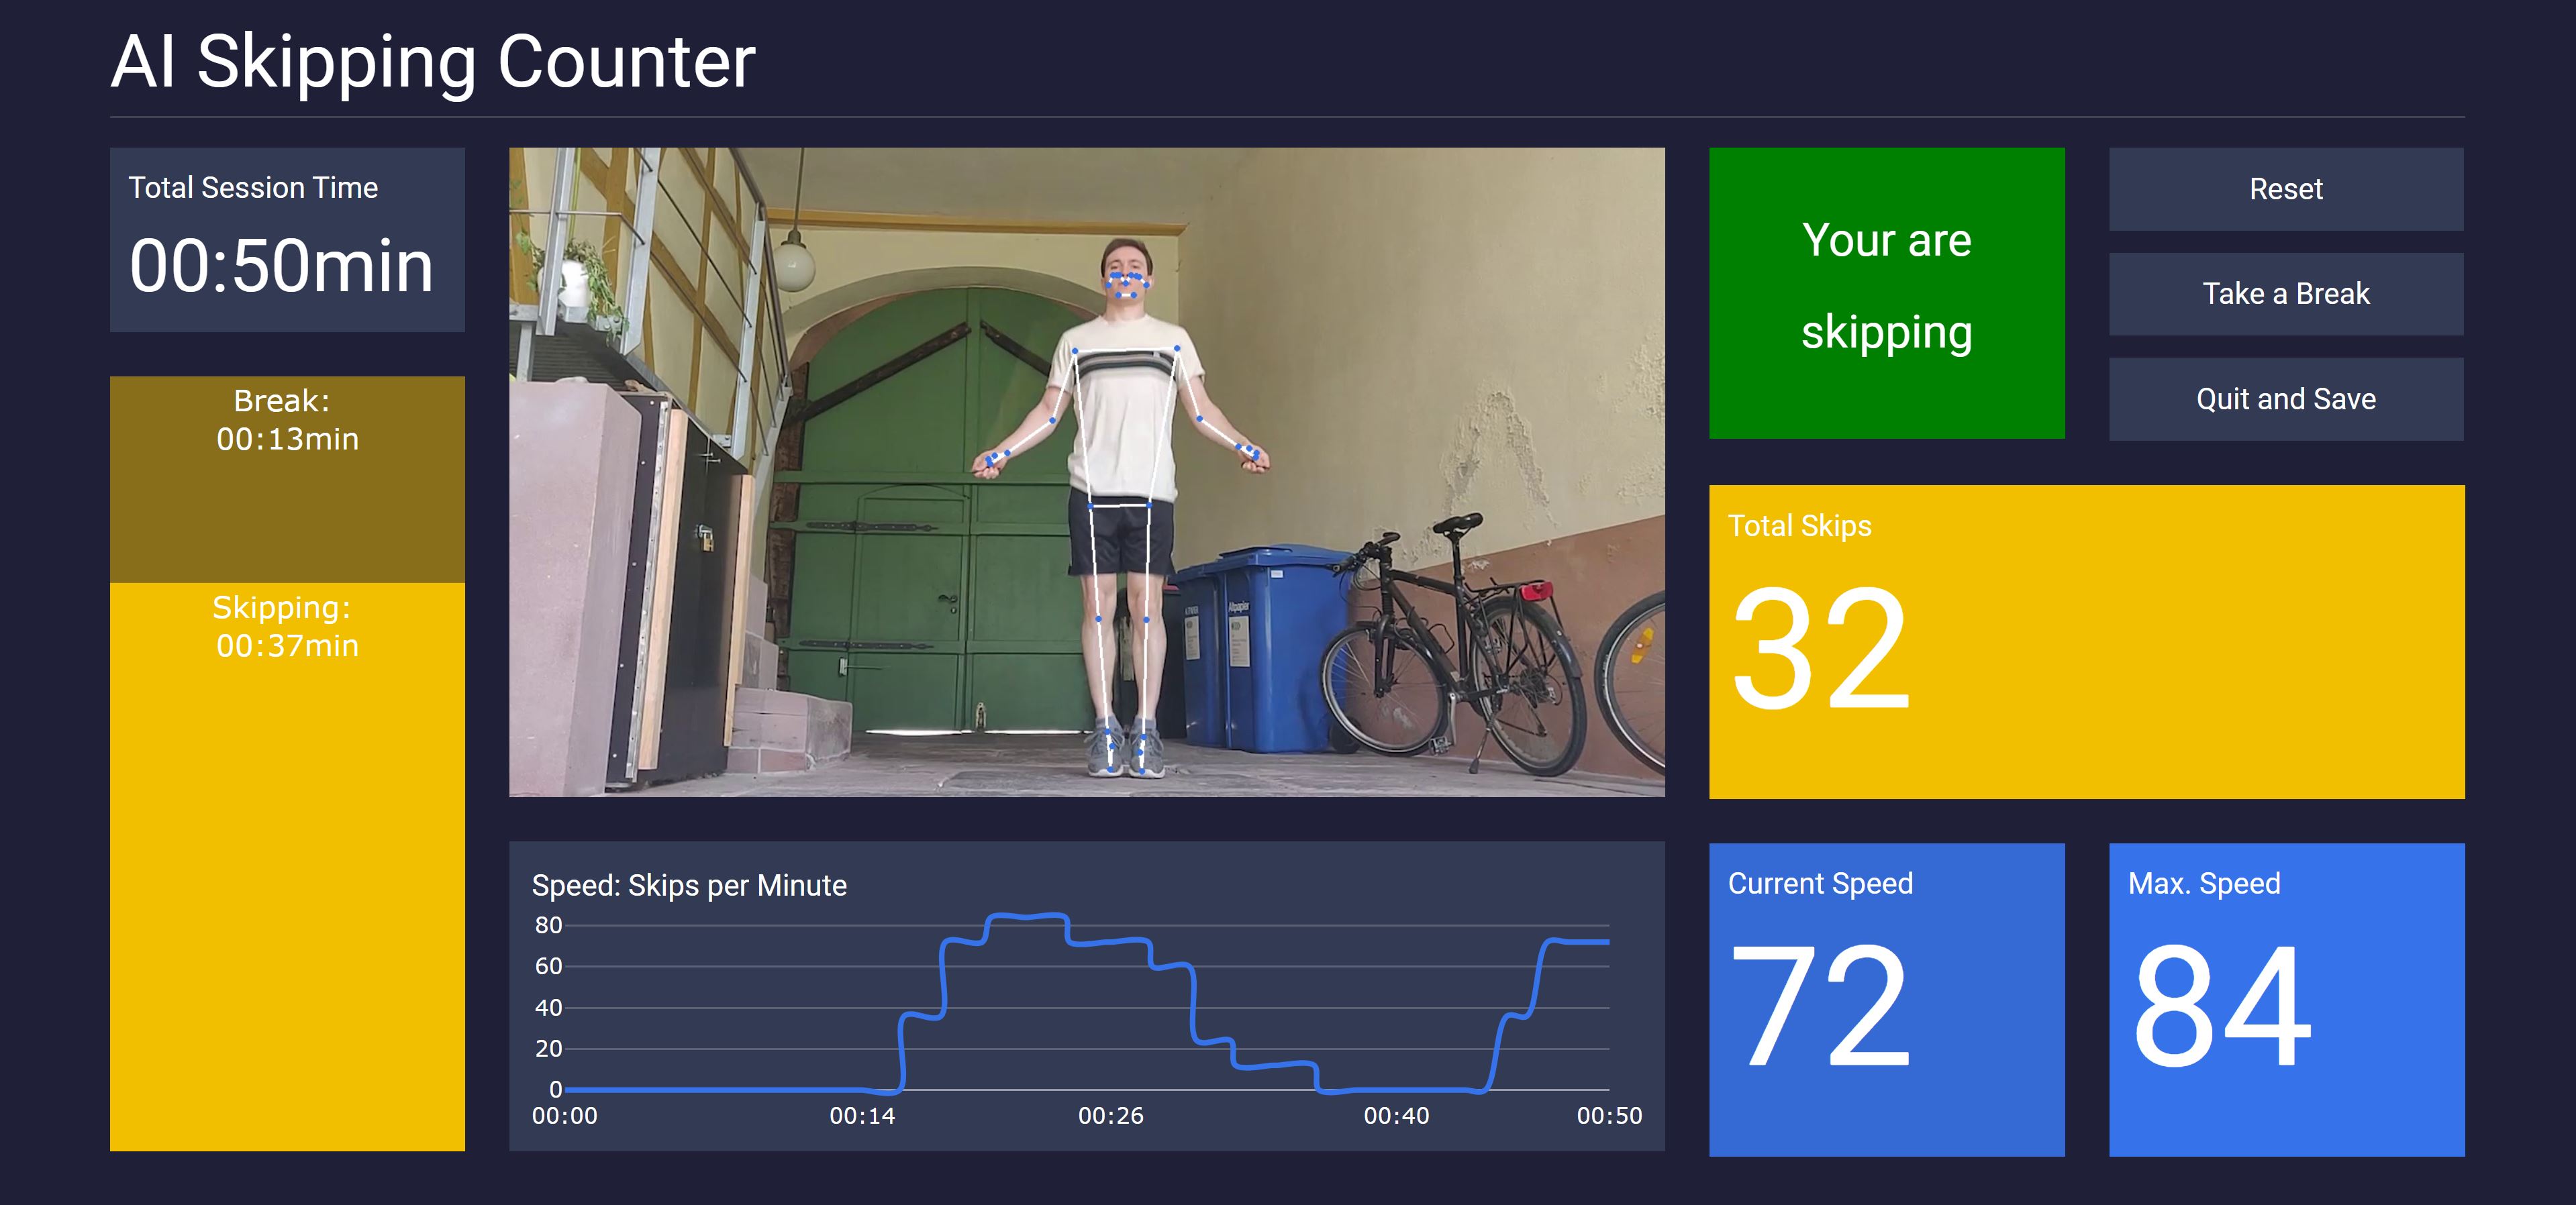 AI Skipping Counter
Total Session Time
00:50min
Break:
00:13min
Skipping:
00:37min
Altpapier
Your are
skipping
Reset
Take a Break
Quit and Save
Total Skips
32
Speed: Skips per Minute
80
60
40
20
0
00:00
00:14
00:26
00:40
00:50
Current Speed
72
Max. Speed
84